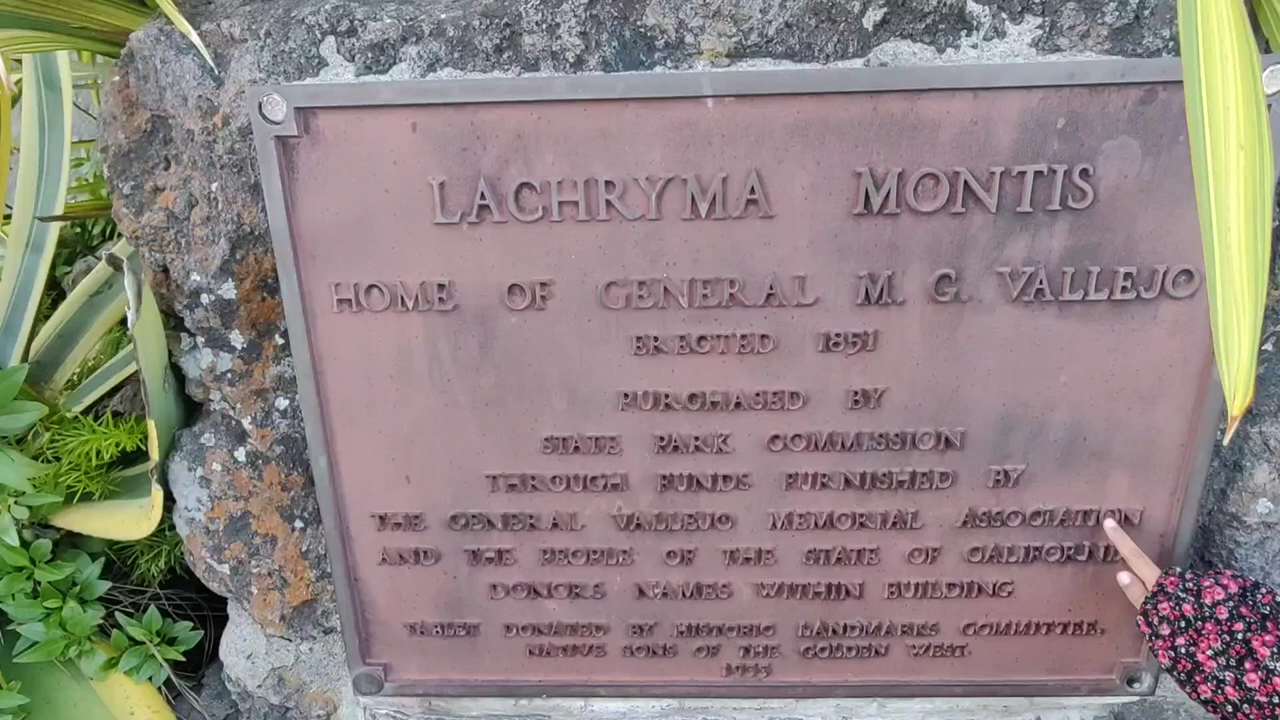 LACHRYMA MONTIS
HOME OF GENERAL M. G. VALLEJO
ERECTED 1851
PURCHASED BY
STATE PARK COMMISSION
THROUGH FUNDS FURNISHED BY
THE GENERAL VALLEJO MEMORIAL ASSOCIATION
AND THE PEOPLE OF THE STATE OF CALIFORNIA
DONORS NAMES WITHIN BUILDING
TABLET DONATED BY HISTORIC LANDMARKS COMMITTEE,
NATIVE SONS OF THE GOLDEN WEST.